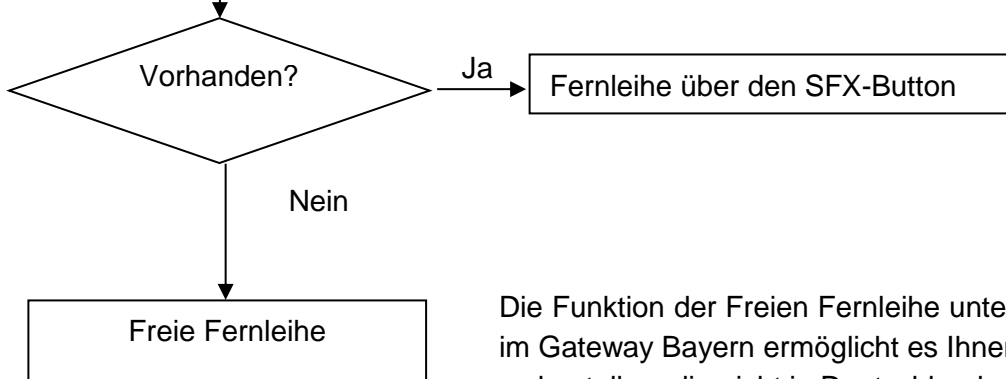 Vorhanden?
Ja
Fernleihe über den SFX-Button
Nein
Freie Fernleihe
Die Funktion der Freien Fernleihe unte
im Gateway Bayern ermöglicht es Ihne